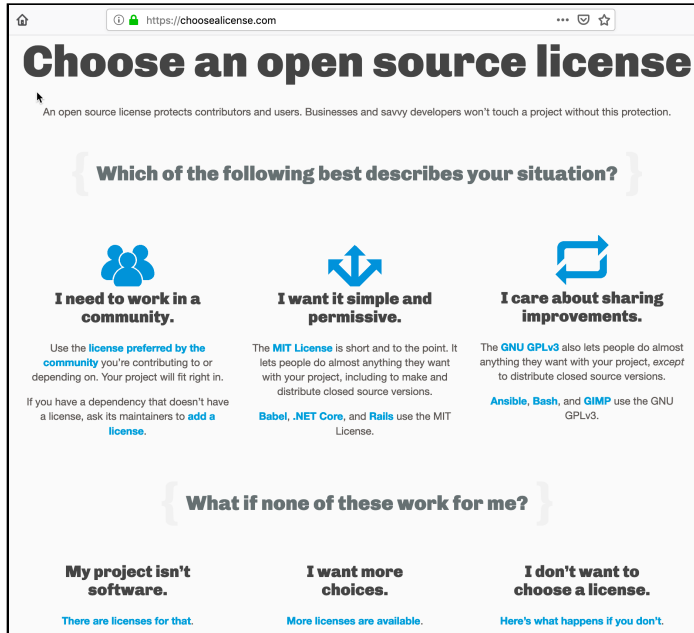 https://choosealicense.com
Choose an open source license
An open source license protects contributors and users. Businesses and savvy developers won't touch a project without this protection.
{ Which of the following best describes your situation? }
I need to work in a
community.
Use the license preferred by the
community you're contributing to or
depending on. Your project will fit right in.
If you have a dependency that doesn't have
a license, ask its maintainers to add a
license.
I want it simple and
permissive.
The MIT License is short and to the point. It
lets people do almost anything they want
with your project, including to make and
distribute closed source versions.
Babel, .NET Core, and Rails use the MIT
License.
I care about sharing
improvements.
The GNU GPLv3 also lets people do almost
anything they want with your project, except
to distribute closed source versions.
Ansible, Bash, and GIMP use the GNU
GPLv3.
{ What if none of these work for me? }
My project isn't
software.
There are licenses for that.
I want more
choices.
More licenses are available.
I don't want to
choose a license.
Here's what happens if you don't.